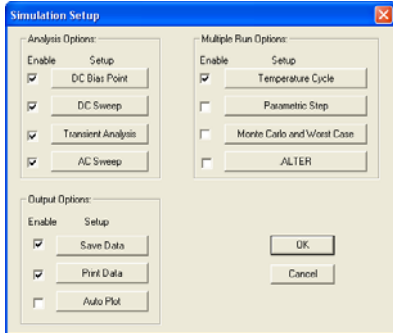 Simulation Setup
Analysis Options:
Enable Setup
DC Bias Point
DC Sweep
Transient Analysis
AC Sweep
Multiple Run Options:
Enable Setup
Temperature Cycle
Parametric Step
Monte Carlo and Worst Case
.ALTER
Output Options:
Enable Setup
Save Data
Print Data
Auto Plot
OK
Cancel